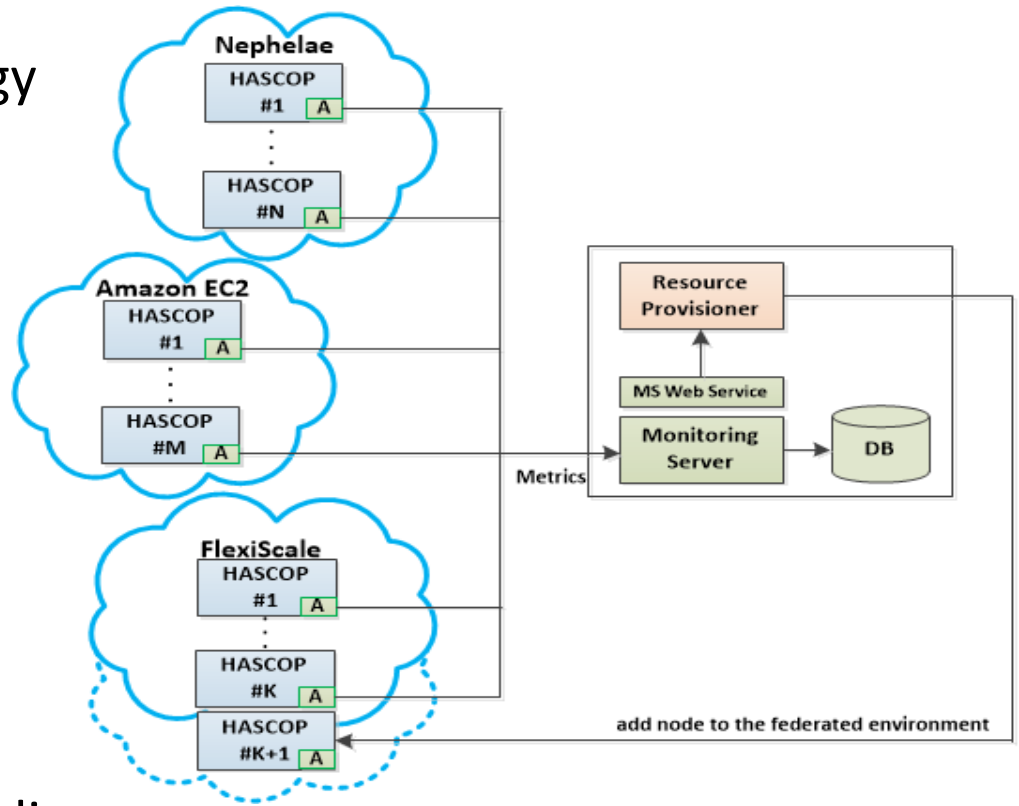 gy
Nephelae
HASCOP
#1
A
HASCOP
#N
A
Amazon EC2
HASCOP
#1
A
HASCOP
#M
A
FlexiScale
HASCOP
#1
A
HASCOP
#K
A
HASCOP
#K+1
A
Metrics
Resource
Provisioner
MS Web Service
Monitoring
Server
DB
add node to the federated environment